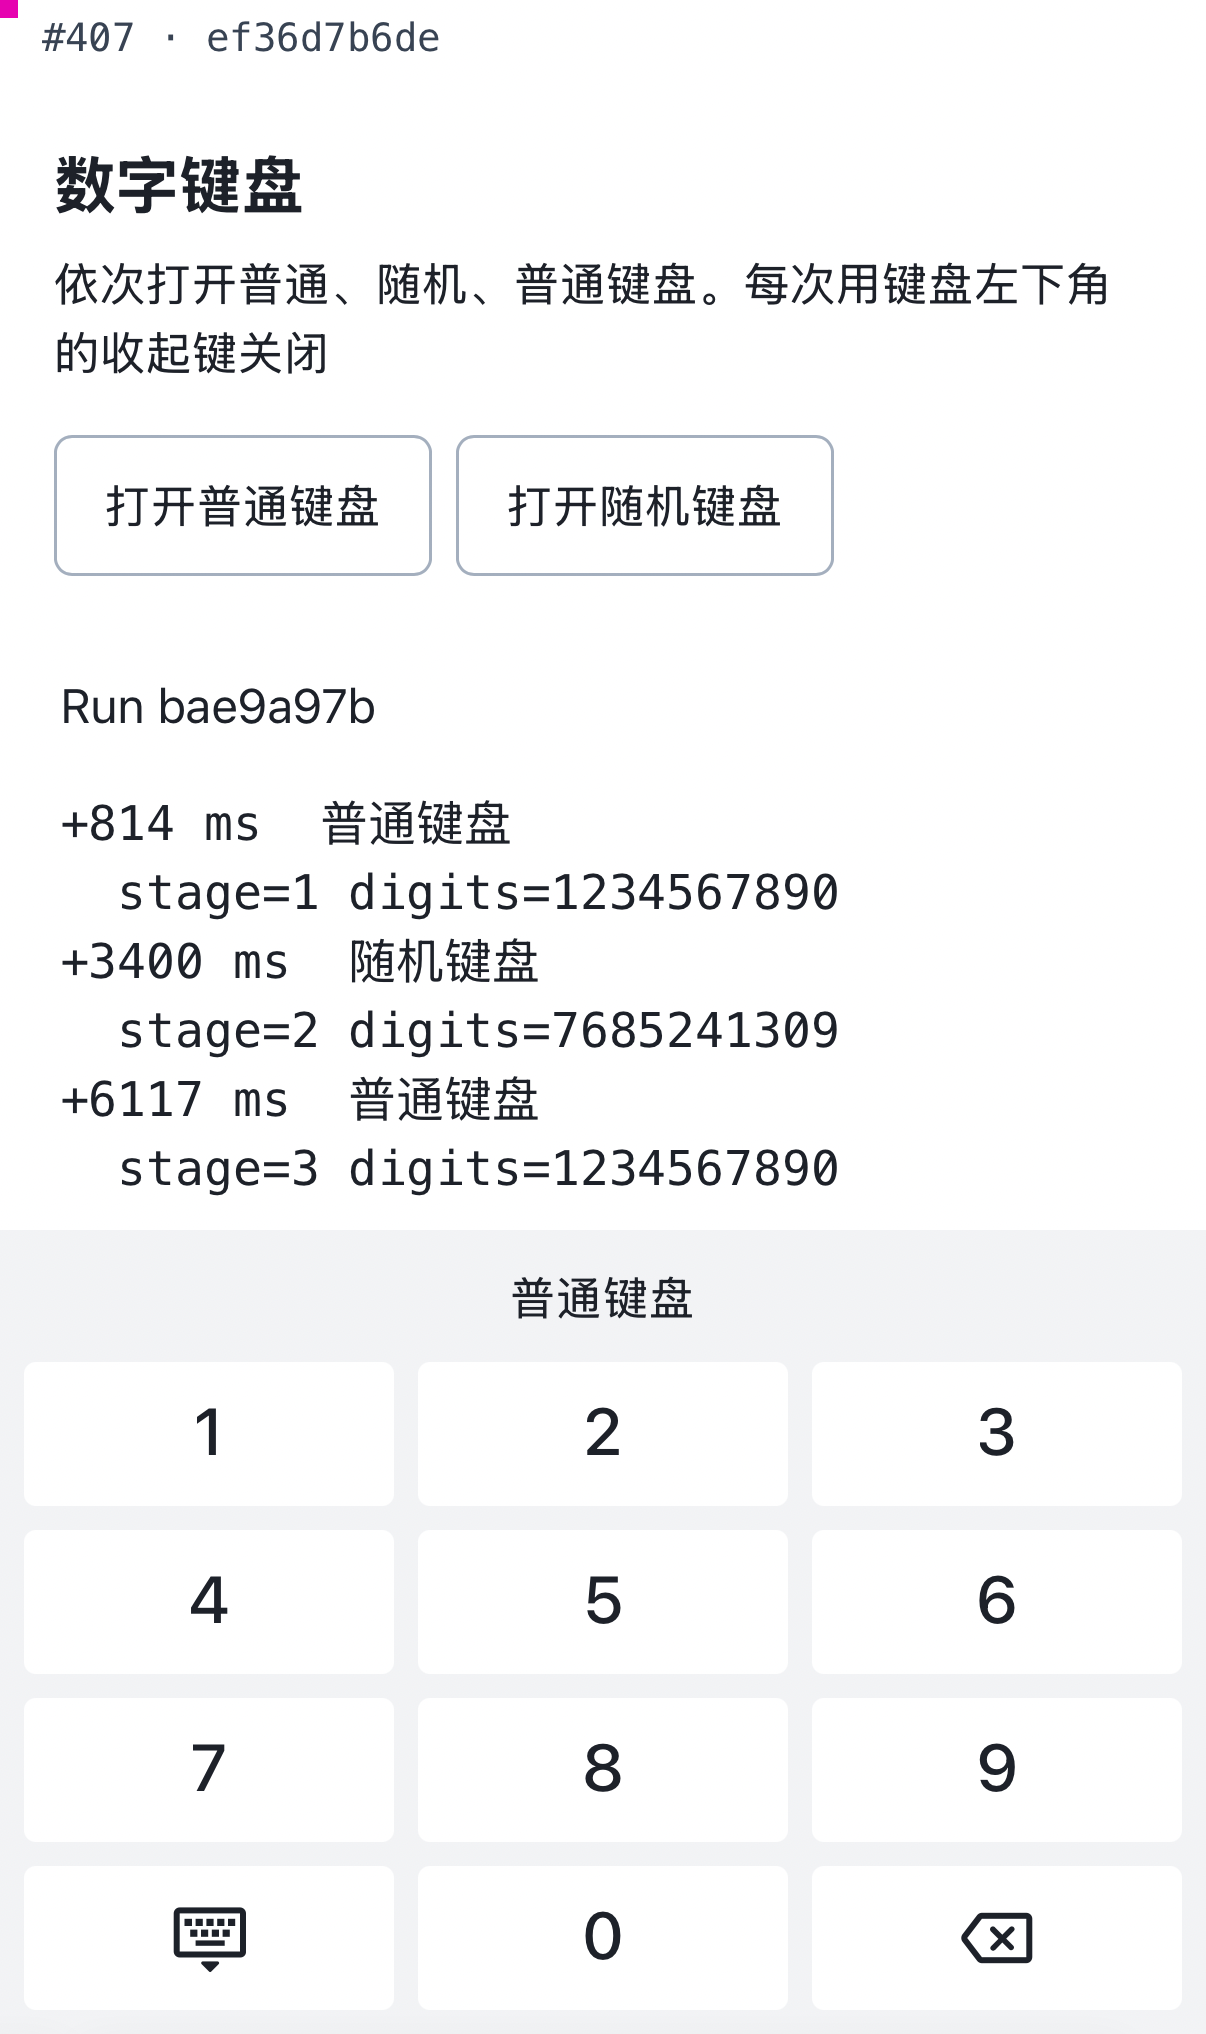 #407 · ef36d7b6de
数字键盘
依次打开普通、随机、普通键盘。每次用键盘左下角
的收起键关闭
打开普通键盘 打开随机键盘
Run bae9a97b
+814 ms  普通键盘
  stage=1 digits=1234567890
+3400 ms  随机键盘
  stage=2 digits=7685241309
+6117 ms  普通键盘
  stage=3 digits=1234567890
普通键盘
1 2 3
4 5 6
7 8 9
0